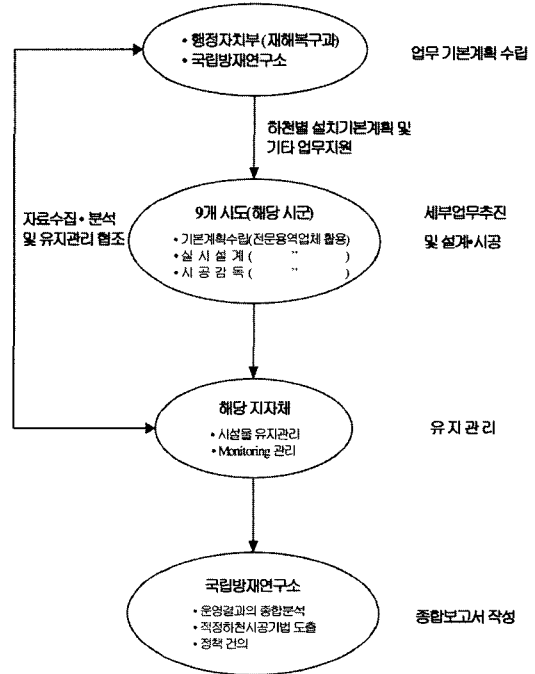 • 행정자치부(재해복구과)
• 국립방재연구소
업무 기본계획 수립
하천별 설치기본계획 및
기타 업무지원
자료수집 • 분석
및 유지관리 협조
9개 시도(해당 시군)
• 기본계획수립(전문용역업체 활용)
• 실 시 설 계 ( " )
• 시 공 감 독 ( " )
세부업무추진
및 설계•시공
해당 지자체
• 시설물 유지관리
• Monitoring 관리
유 지 관 리
국립방재연구소
• 운영결과의 종합분석
• 적정하천시공기법 도출
• 정책 건의
종합보고서 작성